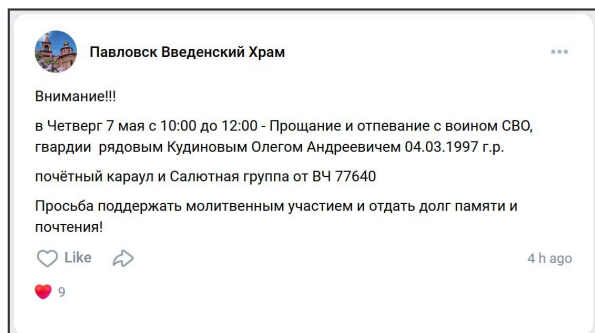 Павловск Введенский Храм
Внимание!!!
в Четверг 7 мая с 10:00 до 12:00 - Прощание и отпевание с воином СВО,
гвардии рядовым Кудиновым Олегом Андреевичем 04.03.1997 г.р.
почётный караул и Салютная группа от ВЧ 77640
Просьба поддержать молитвенным участием и отдать долг памяти и
почтения!
Like
4 h ago
9